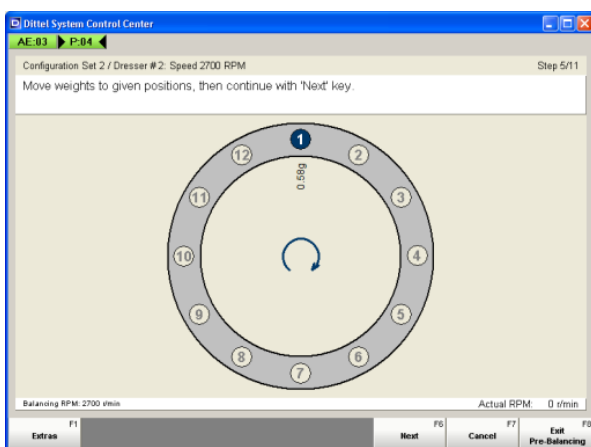 Dittel System Control Center
AE:03 P:04
Configuration Set 2 / Dresser #2: Speed 2700 RPM Step 5/11
Move weights to given positions, then continue with 'Next' key.
1
12 2
0.58g
11 3
10 4
9 5
8 6
7
Balancing RPM: 2700 r/min Actual RPM: 0 r/min
F1 F6 F7 F8
Extras Next Cancel Exit
Pre-Balancing